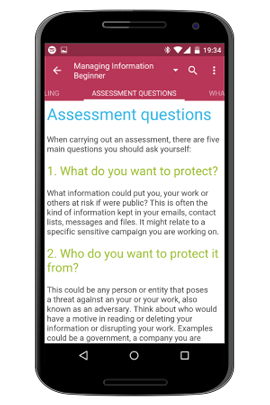 19:34
Managing Information
Beginner
LING
ASSESSMENT QUESTIONS
WHA
Assessment questions
When carrying out an assessment, there are five
main questions you should ask yourself:
1. What do you want to protect?
What information could put you, your work or
others at risk if were public? This is often the
kind of information kept in your emails, contact
lists, messages and files. It might relate to a
specific sensitive campaign you are working on.
2. Who do you want to protect it
from?
This could be any person or entity that poses
a threat against an your or your work, also
known as an adversary. Think about who would
have a motive in reading or deleting your
information or disrupting your work. Examples
could be a government, a company you are